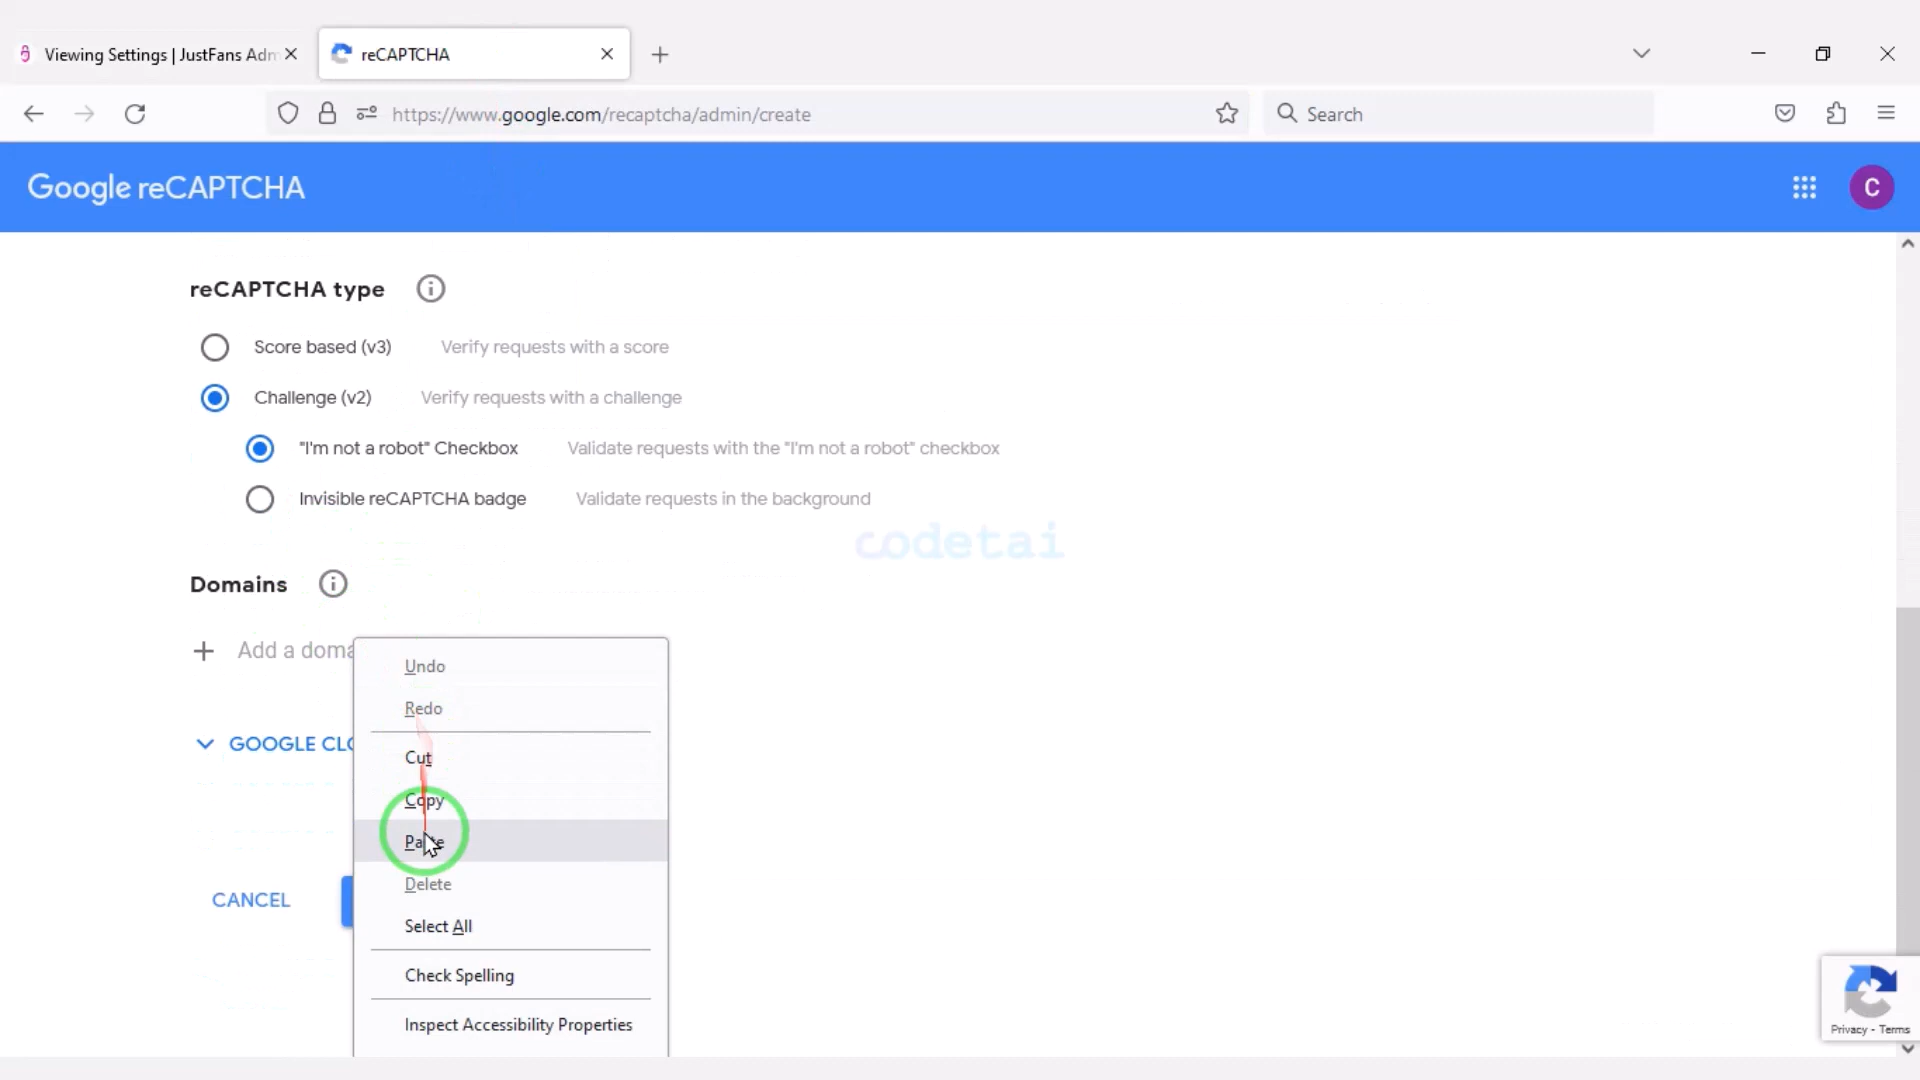 Viewing Settings | JustFans Adm
reCAPTCHA
https://www.google.com/recaptcha/admin/create
Search
Google reCAPTCHA
C
reCAPTCHA type
Score based (v3) Verify requests with a score
Challenge (v2) Verify requests with a challenge
"I'm not a robot" Checkbox Validate requests with the "I'm not a robot" checkbox
Invisible reCAPTCHA badge Validate requests in the background
codetai
Domains
Add a doma
Undo
Redo
GOOGLE CLO
Cut
Copy
Paste
Delete
CANCEL
Select All
Check Spelling
Inspect Accessibility Properties
Privacy - Terms